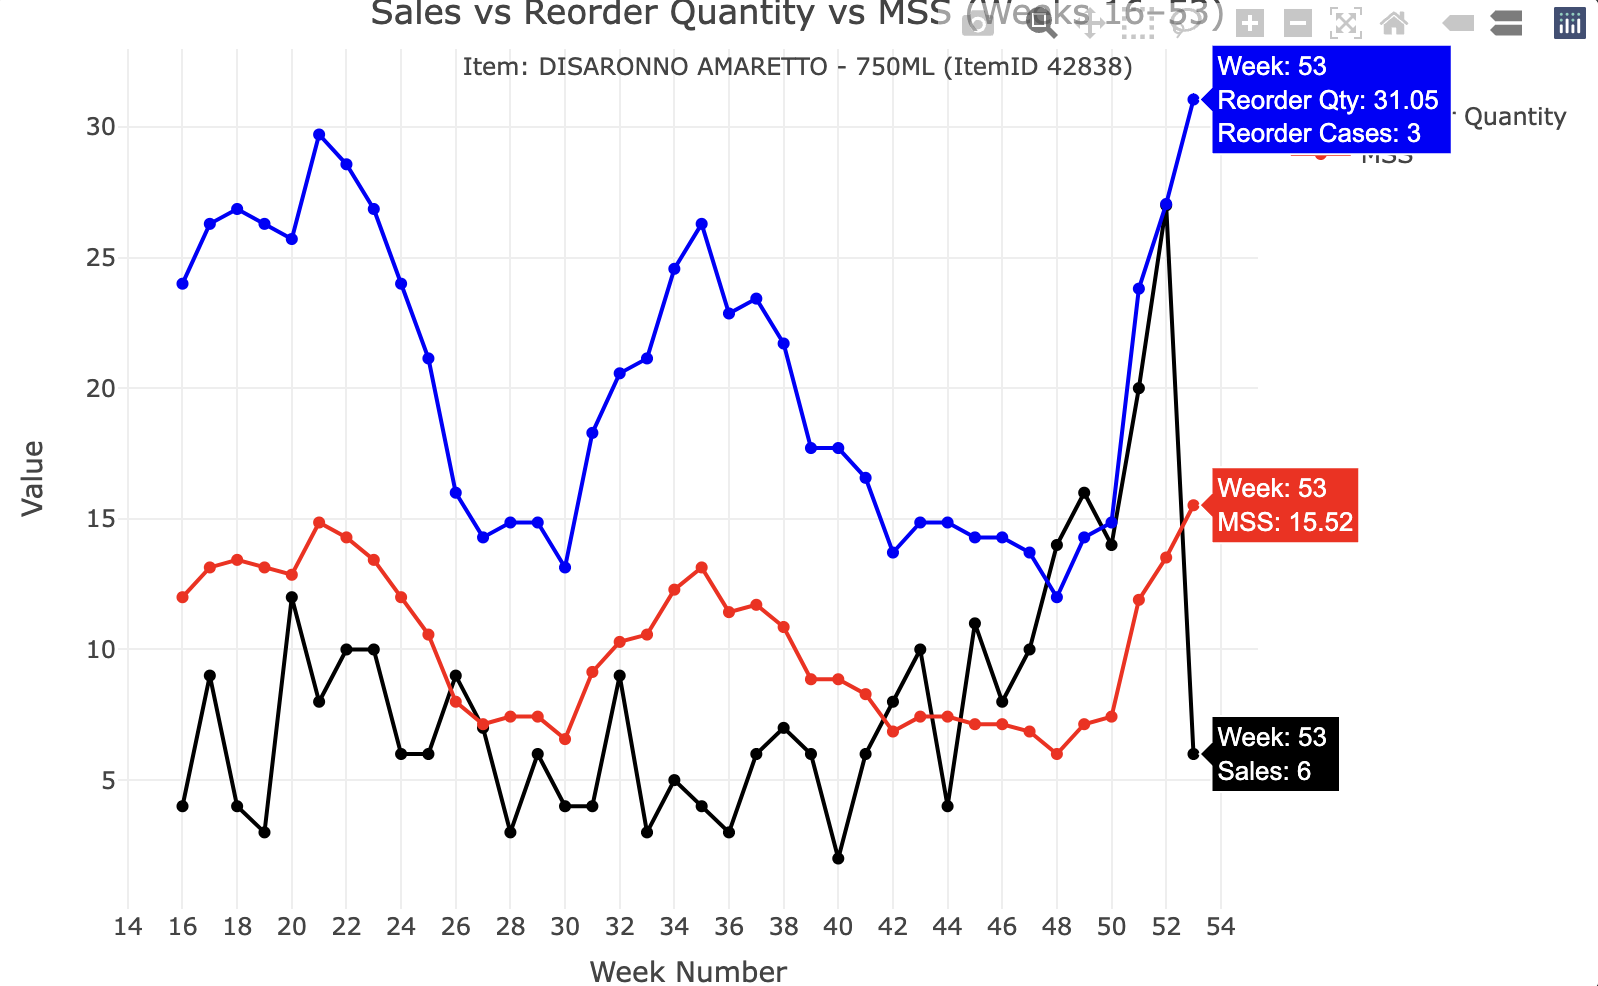 Sales vs Reorder Quantity vs MSS (Weeks 16–53)
Item: DISARONNO AMARETTO - 750ML (ItemID 42838)
Week: 53
Reorder Qty: 31.05
Reorder Cases: 3
Quantity
MSS
30
25
20
15
10
5
Value
Week: 53
MSS: 15.52
Week: 53
Sales: 6
14 16 18 20 22 24 26 28 30 32 34 36 38 40 42 44 46 48 50 52 54
Week Number